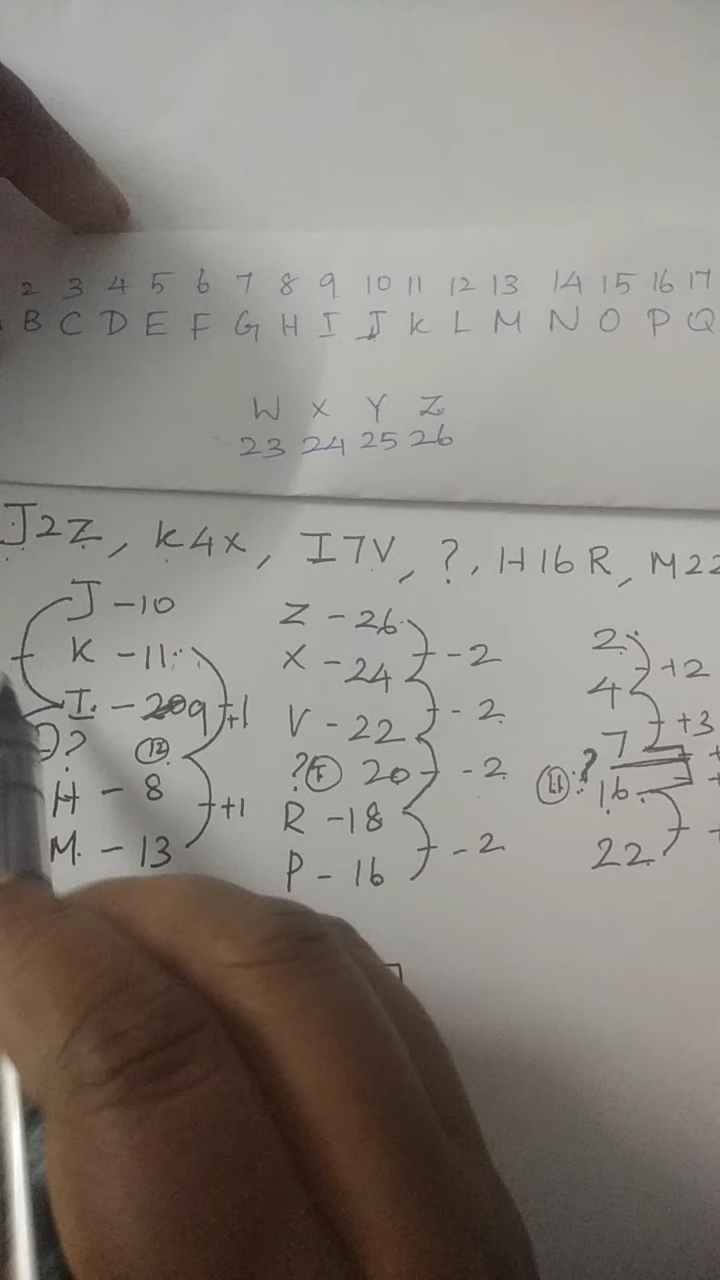 2 3 4 5 6 7 8 9 10 11 12 13 14 15 16 17
B C D E F G H I J K L M N O P Q
W X Y Z
23 24 25 26
J2Z, K4X, I7V, ?, H16R, M22
J - 10 Z - 26 2
K - 11 X - 24 - 2 4 +2
I - 9 +1 V - 22 - 2 7 +3
? 12 ? T 20 - 2 11 ?
H - 8 +1 R - 18 16
M - 13 P - 16 - 2 22